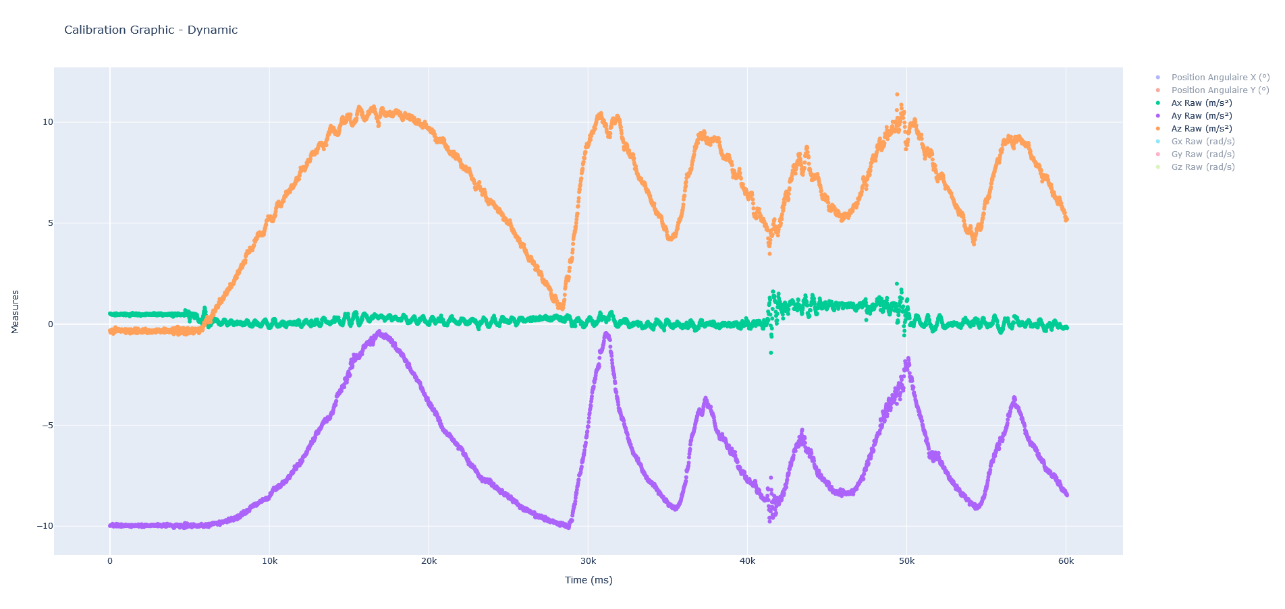 Calibration Graphic - Dynamic
Position Angulaire X (°)
Position Angulaire Y (°)
Ax Raw (m/s²)
Ay Raw (m/s²)
Az Raw (m/s²)
Gx Raw (rad/s)
Gy Raw (rad/s)
Gz Raw (rad/s)
10
5
0
−5
−10
Measures
0 10k 20k 30k 40k 50k 60k
Time (ms)